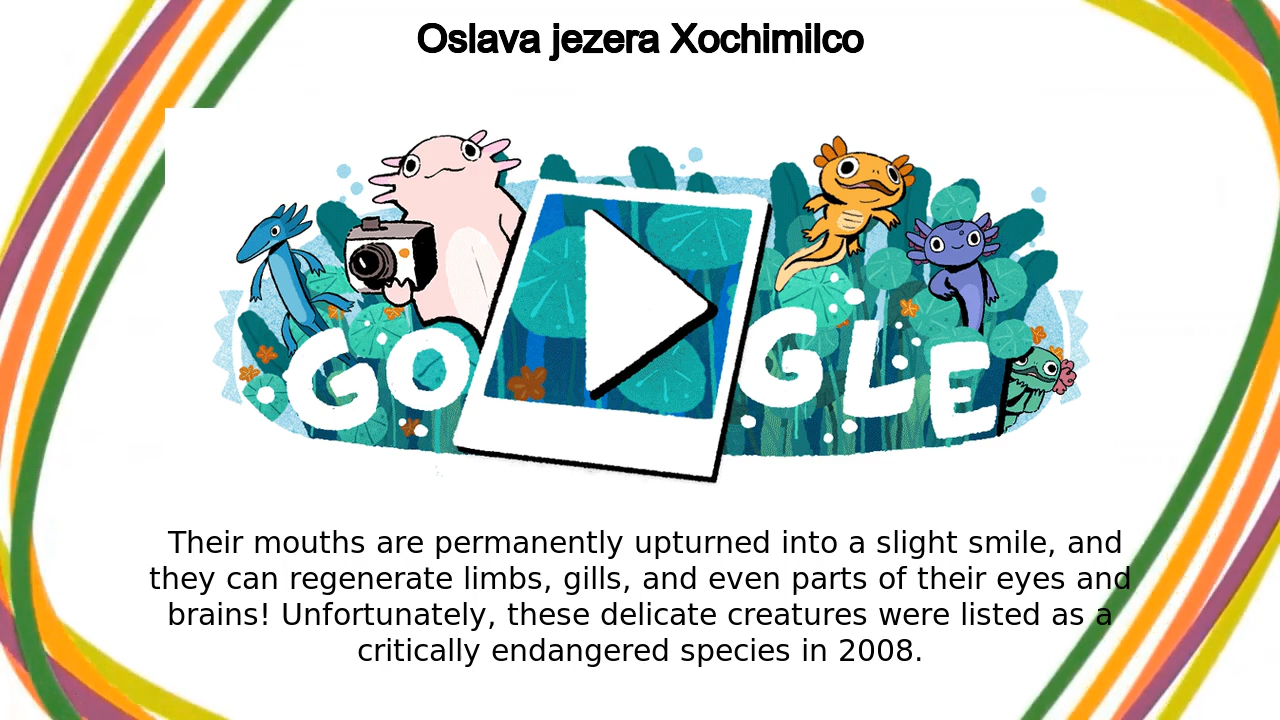 Oslava jezera Xochimilco
GO GLE
Their mouths are permanently upturned into a slight smile, and
they can regenerate limbs, gills, and even parts of their eyes and
brains! Unfortunately, these delicate creatures were listed as a
critically endangered species in 2008.